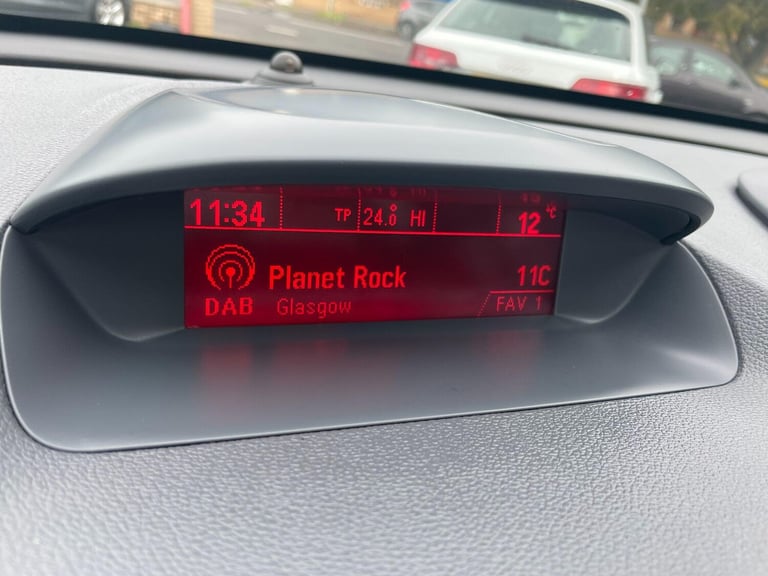 11:34 TP 24.0° HI 12°C
Planet Rock 11C
DAB Glasgow FAV 1